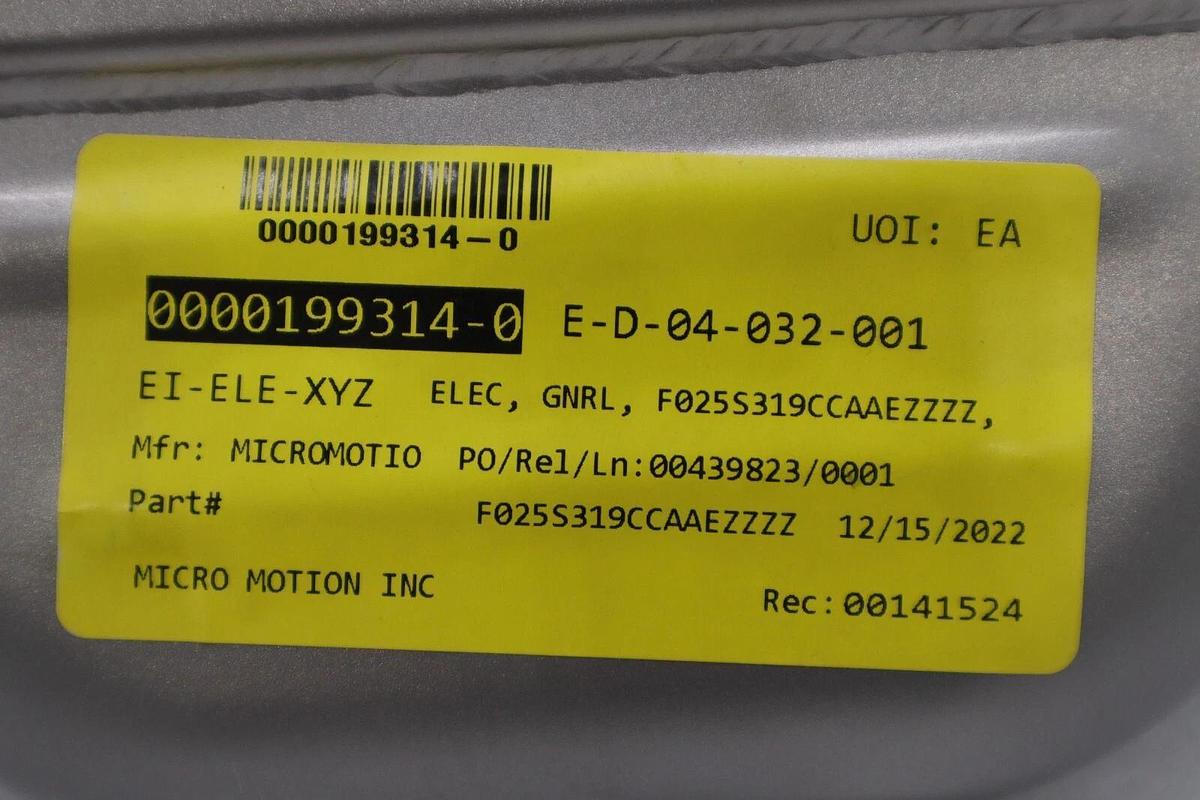 0000199314-0
UOI: EA
0000199314-0 E-D-04-032-001
EI-ELE-XYZ ELEC, GNRL, F025S319CCAAEZZZZ,
Mfr: MICROMOTIO PO/Rel/Ln:00439823/0001
Part# F025S319CCAAEZZZZ 12/15/2022
MICRO MOTION INC Rec:00141524